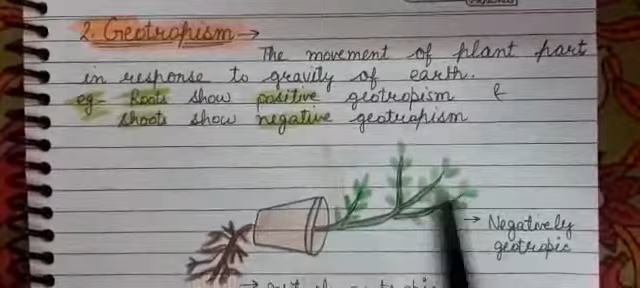 2. Geotropism →
The movement of plant part
in response to gravity of earth.
eg- Roots show positive geotropism &
shoots show negative geotropism
→ Negatively
geotropic